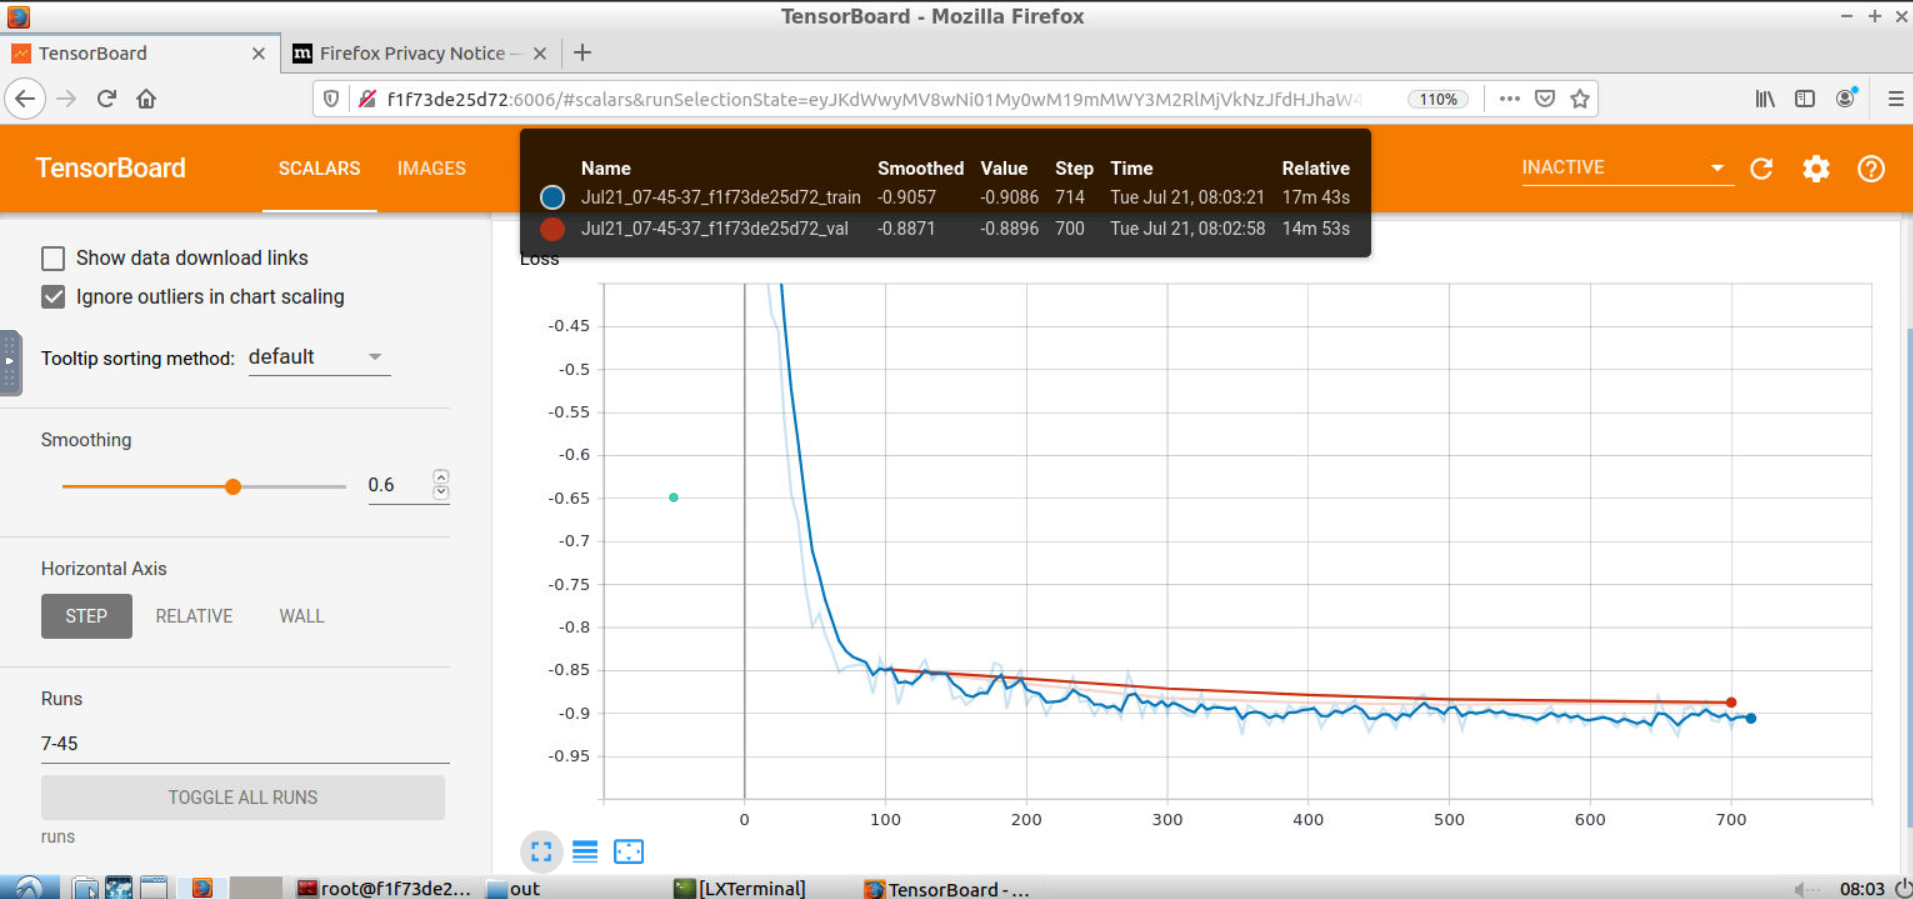 TensorBoard - Mozilla Firefox
TensorBoard
Firefox Privacy Notice —
f1f73de25d72:6006/#scalars&runSelectionState=
110%
TensorBoard
SCALARS
IMAGES
INACTIVE
Name Smoothed Value Step Time Relative
Jul21_07-45-37_f1f73de25d72_train -0.9057 -0.9086 714 Tue Jul 21, 08:03:21 17m 43s
Jul21_07-45-37_f1f73de25d72_val -0.8871 -0.8896 700 Tue Jul 21, 08:02:58 14m 53s
Show data download links
Ignore outliers in chart scaling
Tooltip sorting method: default
Smoothing
0.6
Horizontal Axis
STEP RELATIVE WALL
Runs
7-45
TOGGLE ALL RUNS
runs
Loss
-0.45
-0.5
-0.55
-0.6
-0.65
-0.7
-0.75
-0.8
-0.85
-0.9
-0.95
0 100 200 300 400 500 600 700
root@f1f73de2...
out
[LXTerminal]
TensorBoard - ...
08:03